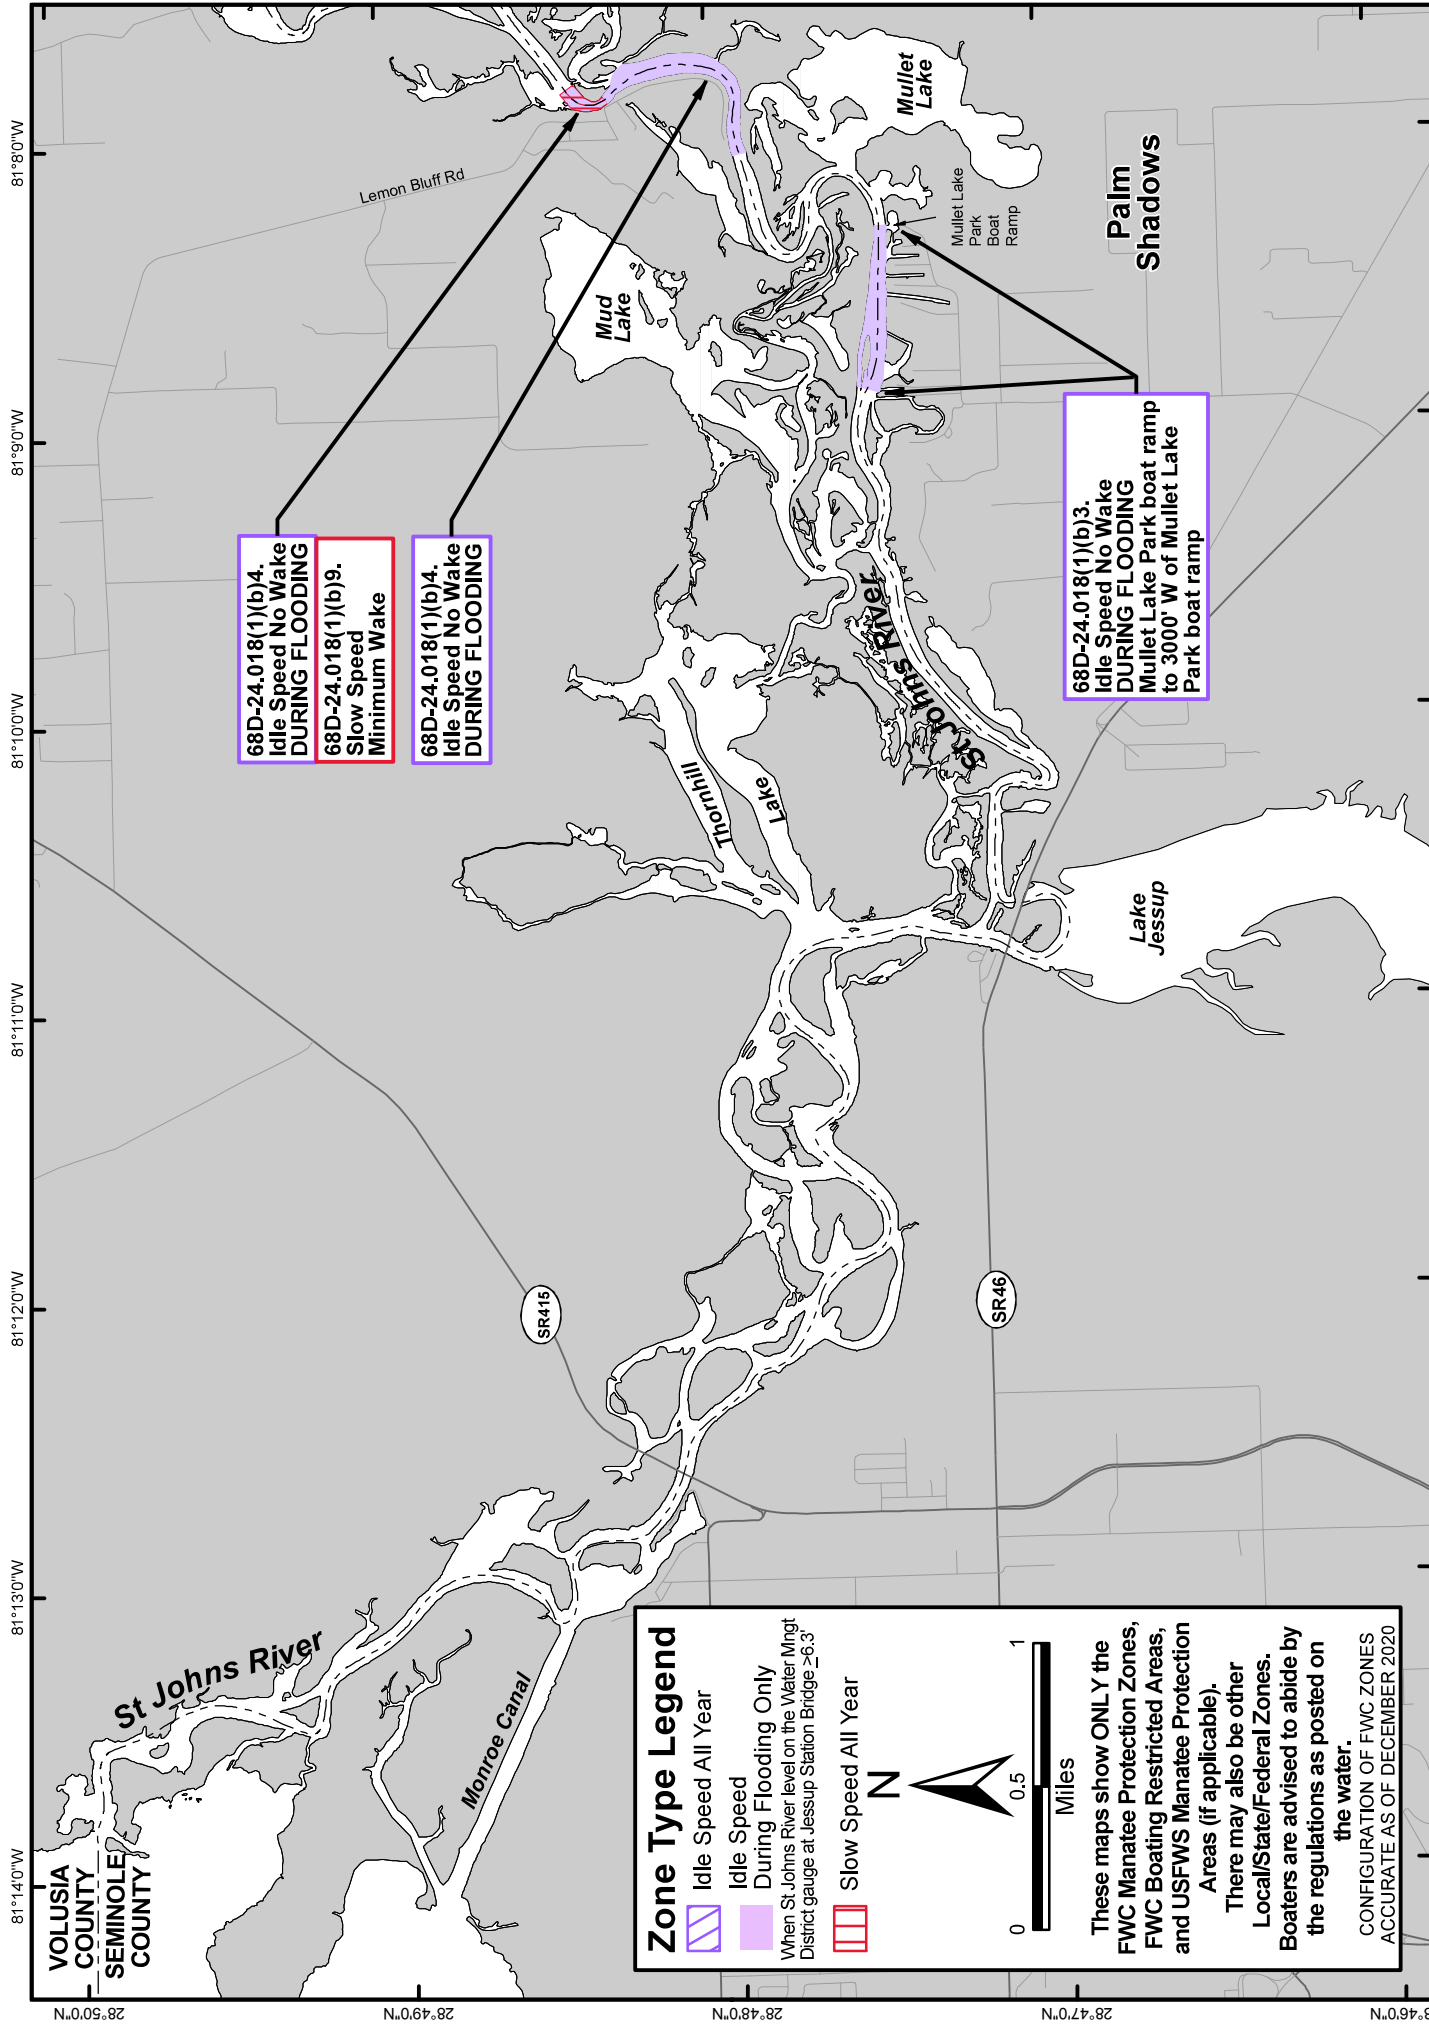 VOLUSIA
COUNTY
SEMINOLE
COUNTY
St Johns River
Monroe Canal
SR415
SR46
Thornhill
Lake
Lake
Jessup
St Johns River
Mud
Lake
Mullet
Lake
Mullet Lake
Park
Boat
Ramp
Palm
Shadows
Lemon Bluff Rd
68D-24.018(1)(b)4.
Idle Speed No Wake
DURING FLOODING
68D-24.018(1)(b)9.
Slow Speed
Minimum Wake
68D-24.018(1)(b)4.
Idle Speed No Wake
DURING FLOODING
68D-24.018(1)(b)3.
Idle Speed No Wake
DURING FLOODING
Mullet Lake Park boat ramp
to 3000' W of Mullet Lake
Park boat ramp
Zone Type Legend
Idle Speed All Year
Idle Speed
During Flooding Only
When St Johns River level on the Water Mngt
District gauge at Jessup Station Bridge >6.3'
Slow Speed All Year
N
0 0.5 1
Miles
These maps show ONLY the
FWC Manatee Protection Zones,
FWC Boating Restricted Areas,
and USFWS Manatee Protection
Areas (if applicable).
There may also be other
Local/State/Federal Zones.
Boaters are advised to abide by
the regulations as posted on
the water.
CONFIGURATION OF FWC ZONES
ACCURATE AS OF DECEMBER 2020
81°14'0"W
81°13'0"W
81°12'0"W
81°11'0"W
81°10'0"W
81°9'0"W
81°8'0"W
28°50'0"N
28°49'0"N
28°48'0"N
28°47'0"N
28°46'0"N